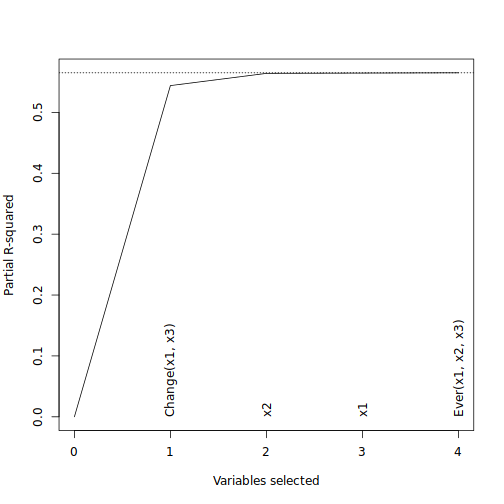 Partial R-squared
0.5
0.4
0.3
0.2
0.1
0.0
Change(x1, x3)
x2
x1
Ever(x1, x2, x3)
0 1 2 3 4
Variables selected